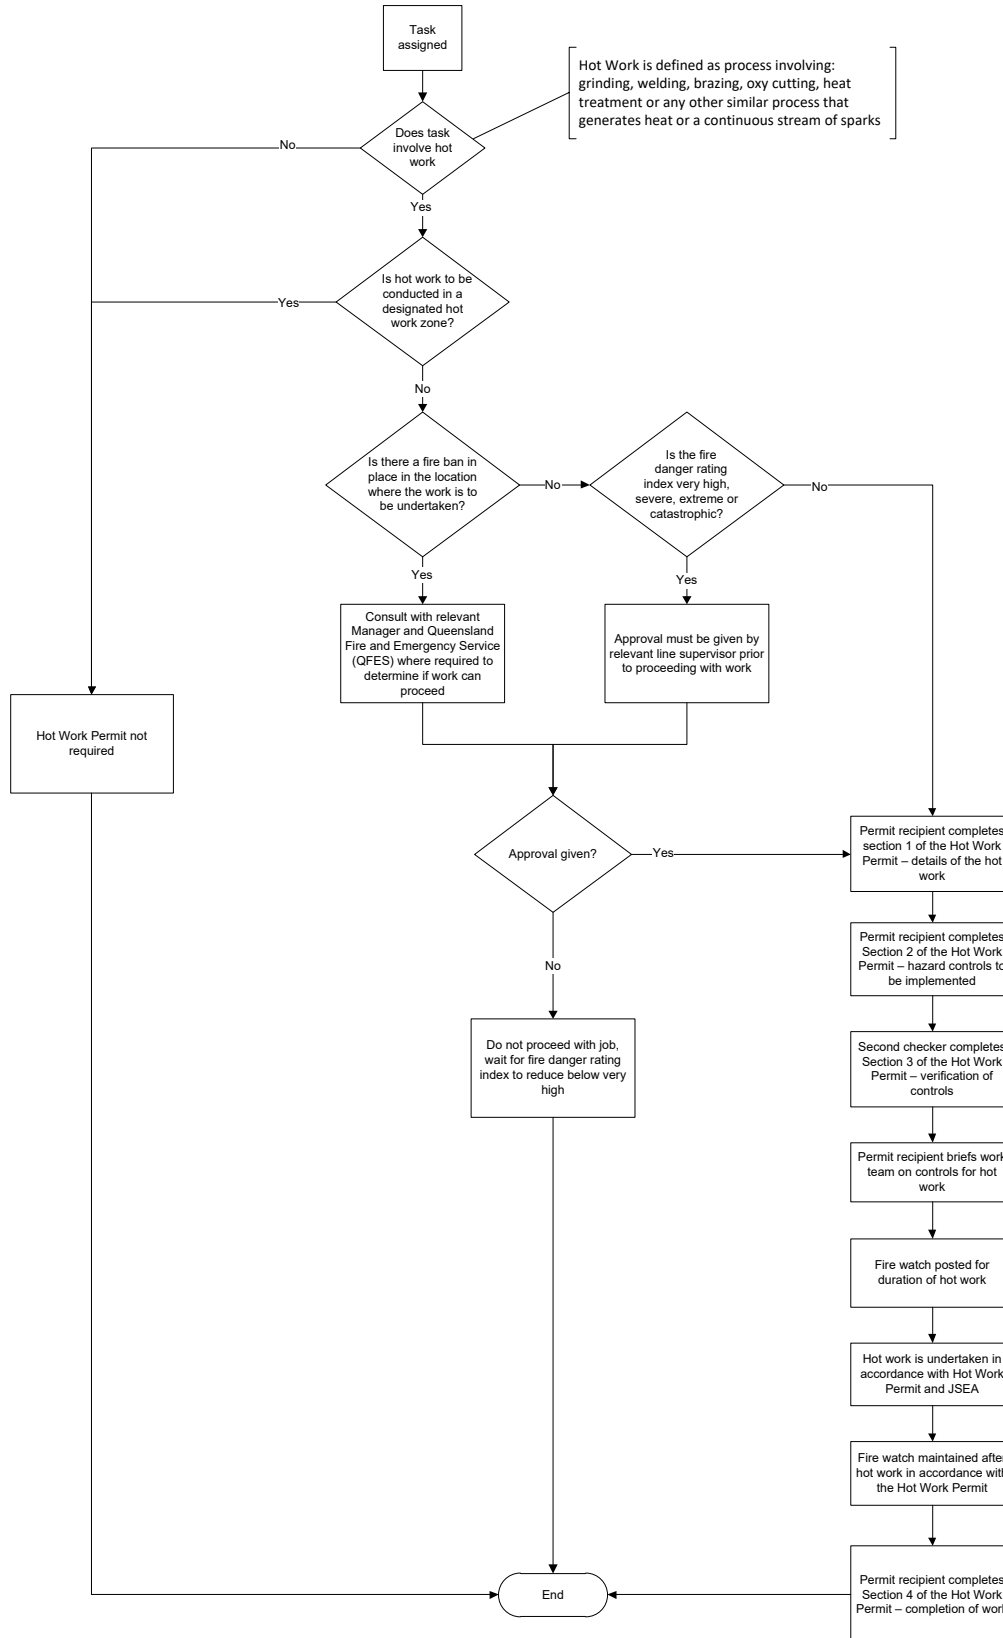 Task
assigned
Hot Work is defined as process involving:
grinding, welding, brazing, oxy cutting, heat
treatment or any other similar process that
generates heat or a continuous stream of sparks
Does task
involve hot
work
No
Yes
Is hot work to be
conducted in a
designated hot
work zone?
Yes
No
Is there a fire ban in
place in the location
where the work is to
be undertaken?
No
Is the fire
danger rating
index very high,
severe, extreme or
catastrophic?
No
Yes
Yes
Consult with relevant
Manager and Queensland
Fire and Emergency Service
(QFES) where required to
determine if work can
proceed
Approval must be given by
relevant line supervisor prior
to proceeding with work
Hot Work Permit not
required
Approval given?
Yes
Permit recipient completes
section 1 of the Hot Work
Permit – details of the hot
work
Permit recipient completes
Section 2 of the Hot Work
Permit – hazard controls to
be implemented
No
Do not proceed with job,
wait for fire danger rating
index to reduce below very
high
Second checker completes
Section 3 of the Hot Work
Permit – verification of
controls
Permit recipient briefs work
team on controls for hot
work
Fire watch posted for
duration of hot work
Hot work is undertaken in
accordance with Hot Work
Permit and JSEA
Fire watch maintained after
hot work in accordance with
the Hot Work Permit
Permit recipient completes
Section 4 of the Hot Work
Permit – completion of work
End